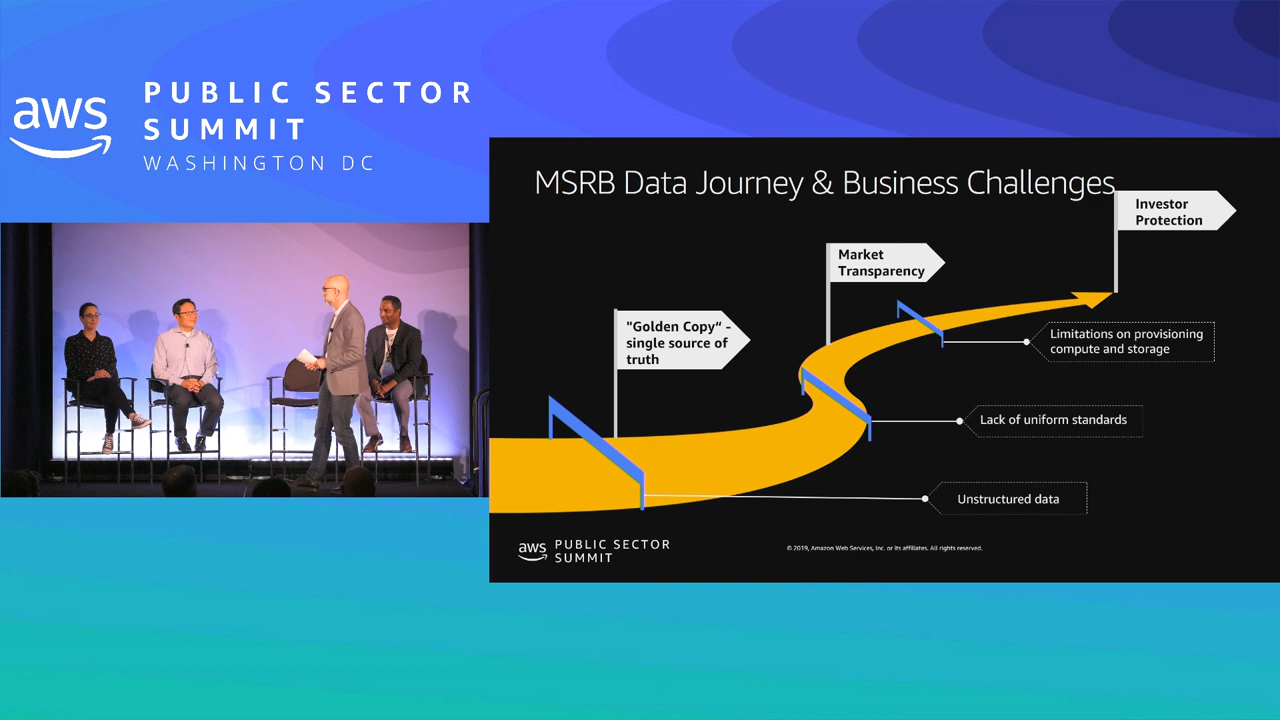 aws
PUBLIC SECTOR
SUMMIT
WASHINGTON DC
MSRB Data Journey & Business Challenges
Investor
Protection
Market
Transparency
"Golden Copy“ -
single source of
truth
Limitations on provisioning
compute and storage
Lack of uniform standards
Unstructured data
aws
PUBLIC SECTOR
SUMMIT
© 2019, Amazon Web Services, Inc. or its affiliates. All rights reserved.